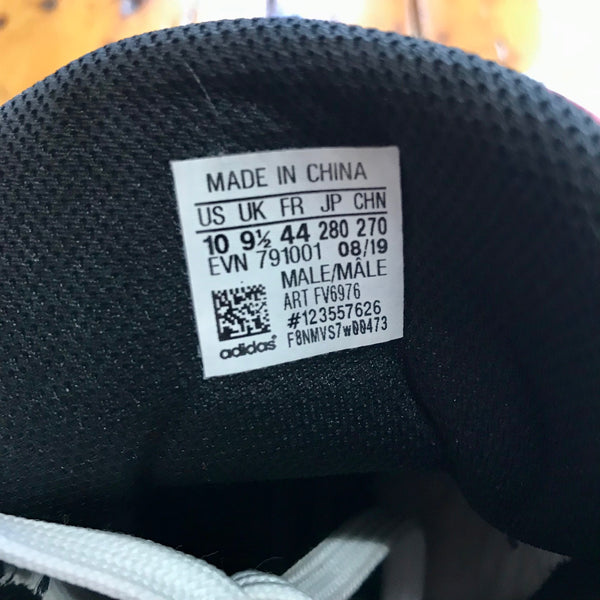 MADE IN CHINA
US UK FR JP CHN
10 9½ 44 280 270
EVN 791001 08/19
MALE/MÂLE
ART FV6976
#123557626
adidas® F8NMVS7w00473